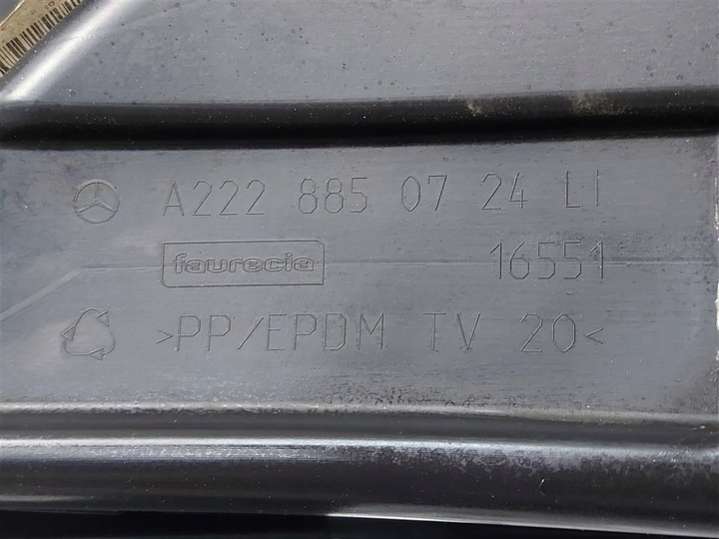 A222 885 07 24 LI
faurecia 16551
>PP/EPDM TV 20<